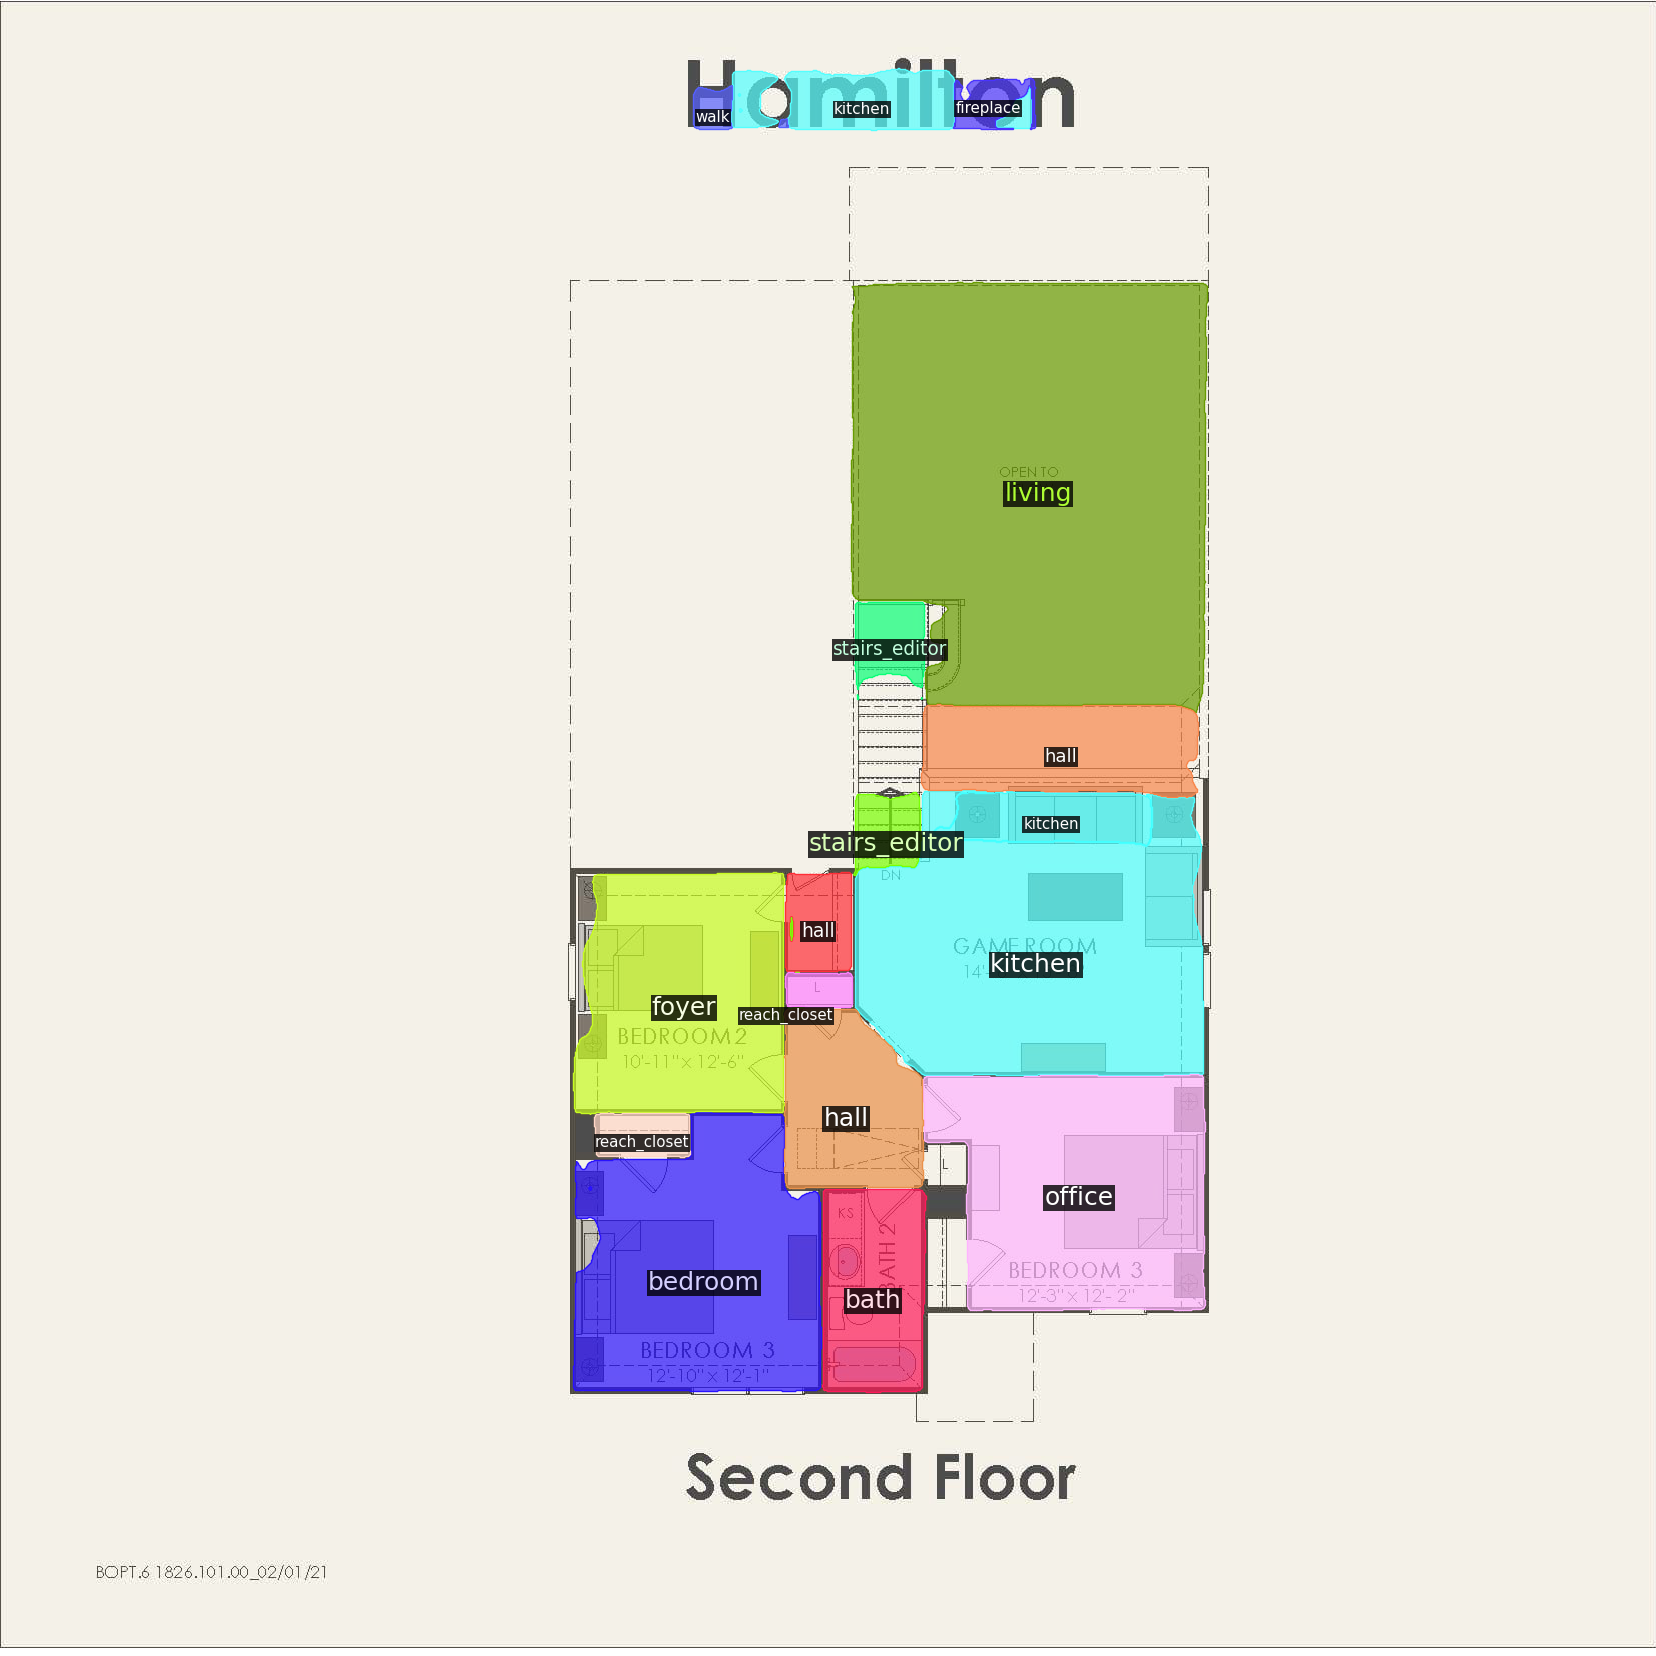 Hamilton
walk
kitchen
fireplace
OPEN TO
living
stairs_editor
hall
kitchen
stairs_editor
DN
hall
GAME ROOM
kitchen
14'
L
reach_closet
foyer
BEDROOM 2
10'-11" x 12'-6"
hall
reach_closet
L
office
KS
BATH 2
bath
BEDROOM 3
12'-3" x 12'-2"
bedroom
BEDROOM 3
12'-10" x 12'-1"
Second Floor
BOPT.6 1826.101.00_02/01/21